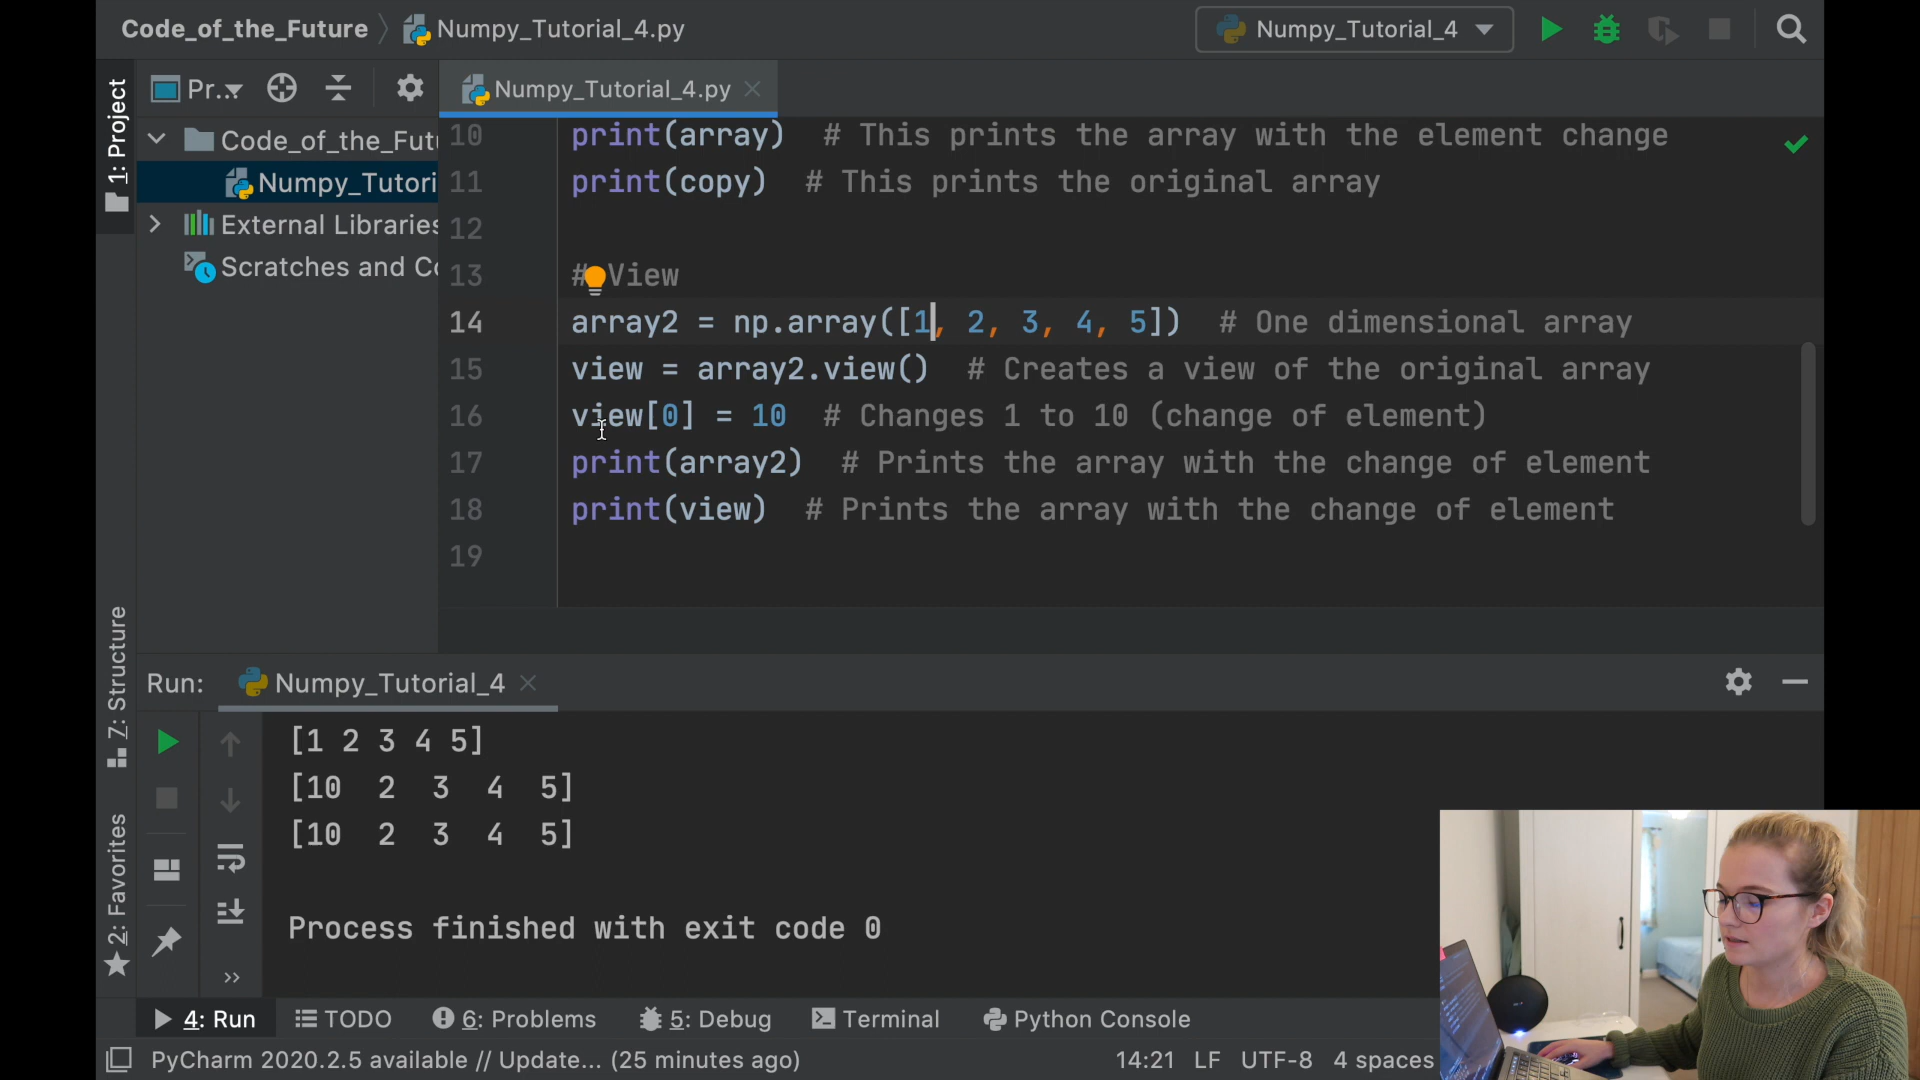 Code_of_the_Future
Numpy_Tutorial_4.py
Numpy_Tutorial_4
1: Project
Pr...
Numpy_Tutorial_4.py
Code_of_the_Futu
Numpy_Tutori
External Libraries
Scratches and Co
10 print(array)  # This prints the array with the element change
11 print(copy)  # This prints the original array
12
13 # View
14 array2 = np.array([1, 2, 3, 4, 5])  # One dimensional array
15 view = array2.view()  # Creates a view of the original array
16 view[0] = 10  # Changes 1 to 10 (change of element)
17 print(array2)  # Prints the array with the change of element
18 print(view)  # Prints the array with the change of element
19
Z: Structure
2: Favorites
Run: Numpy_Tutorial_4
[1 2 3 4 5]
[10  2  3  4  5]
[10  2  3  4  5]
Process finished with exit code 0
4: Run
TODO
6: Problems
5: Debug
Terminal
Python Console
PyCharm 2020.2.5 available // Update... (25 minutes ago)
14:21 LF UTF-8 4 spaces